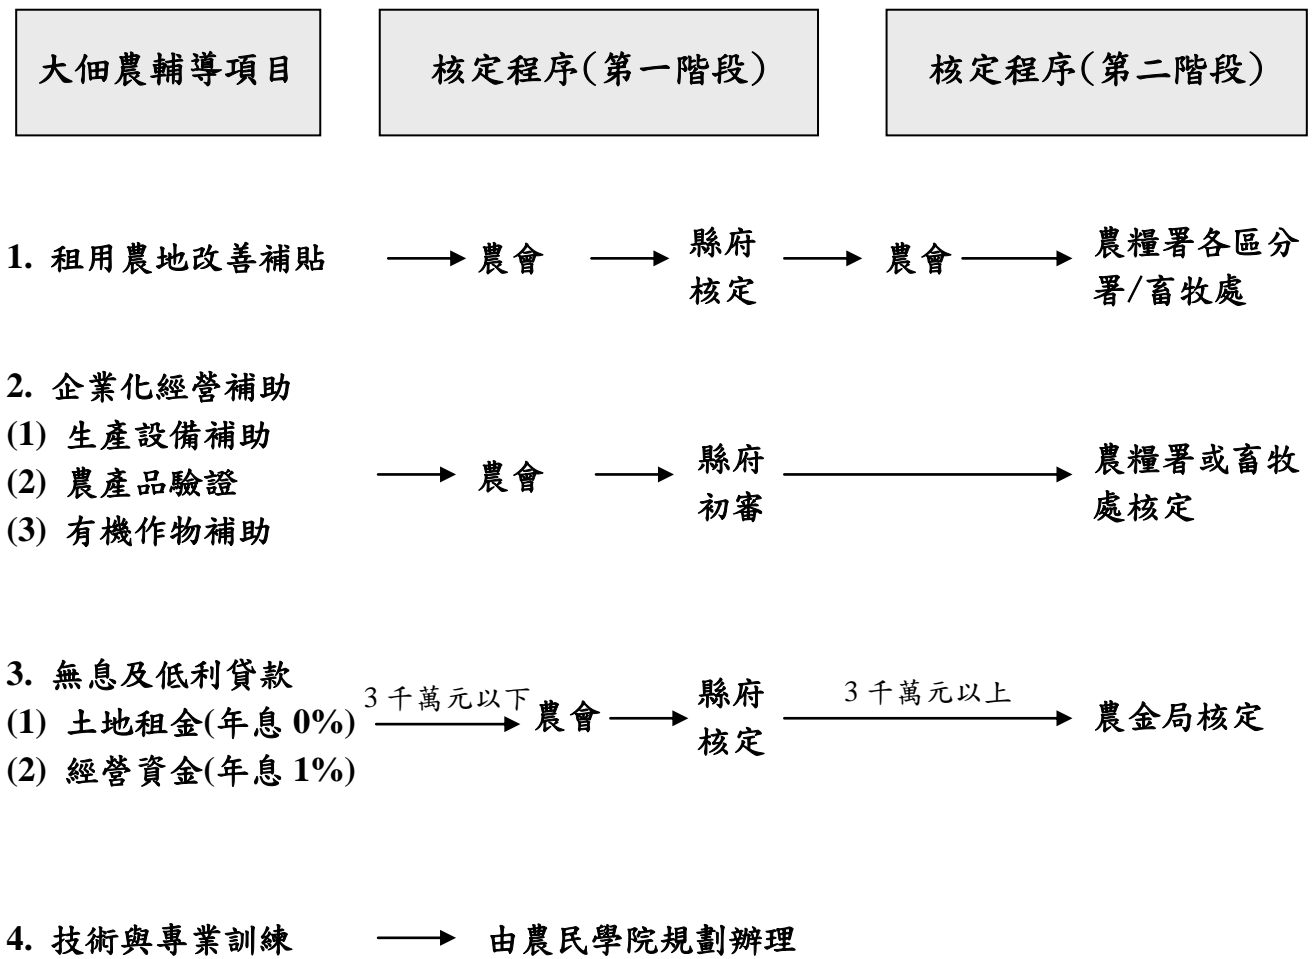 大佃農輔導項目
核定程序(第一階段)
核定程序(第二階段)
1. 租用農地改善補貼
農會
縣府
核定
農會
農糧署各區分
署/畜牧處
2. 企業化經營補助
(1) 生產設備補助
(2) 農產品驗證
(3) 有機作物補助
農會
縣府
初審
農糧署或畜牧
處核定
3. 無息及低利貸款
(1) 土地租金(年息 0%)
(2) 經營資金(年息 1%)
3 千萬元以下
農會
縣府
核定
3 千萬元以上
農金局核定
4. 技術與專業訓練
由農民學院規劃辦理